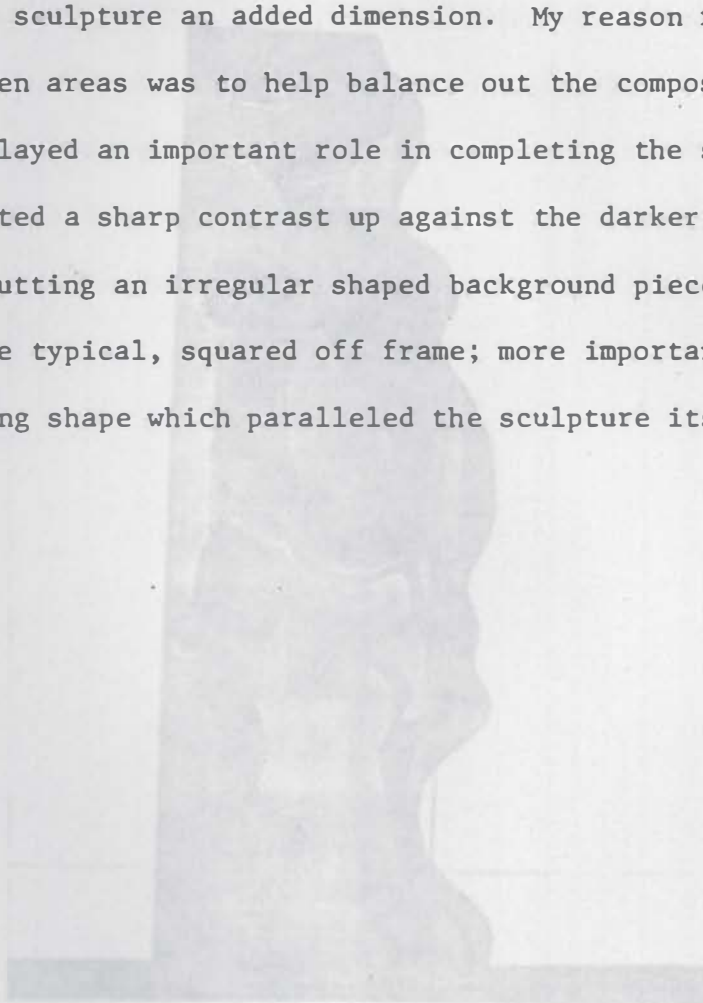 sculpture an added dimension. My reason
en areas was to help balance out the compos
layed an important role in completing the s
ted a sharp contrast up against the darker
utting an irregular shaped background piece
e typical, squared off frame; more importa
ng shape which paralleled the sculpture its